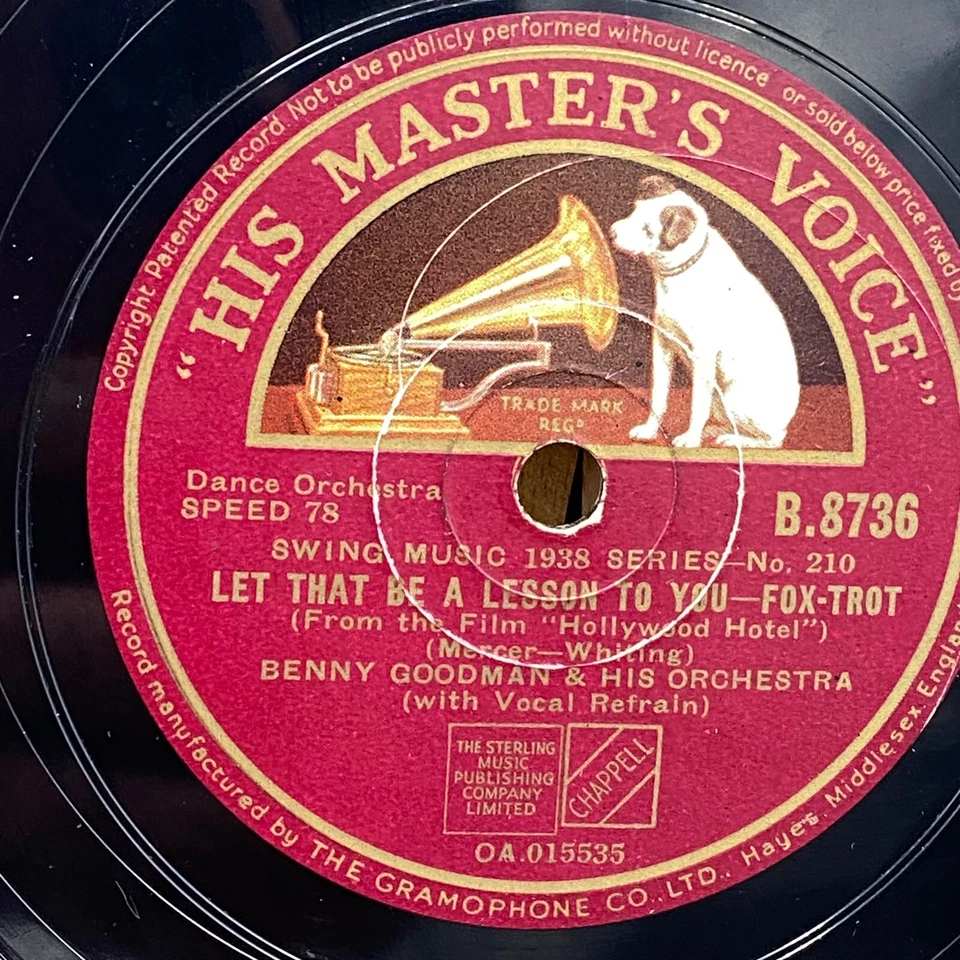 Copyright Patented Record. Not to be publicly performed without licence or sold below price fixed by
"HIS MASTER'S VOICE"
TRADE MARK
REGD
Dance Orchestra
SPEED 78
B.8736
SWING MUSIC 1938 SERIES—No. 210
LET THAT BE A LESSON TO YOU—FOX-TROT
(From the Film "Hollywood Hotel")
(Mercer—Whiting)
BENNY GOODMAN & HIS ORCHESTRA
(with Vocal Refrain)
THE STERLING
MUSIC
PUBLISHING
COMPANY
LIMITED
CHAPPELL
OA.015535
Record manufactured by THE GRAMOPHONE CO., LTD., Hayes, Middlesex, England